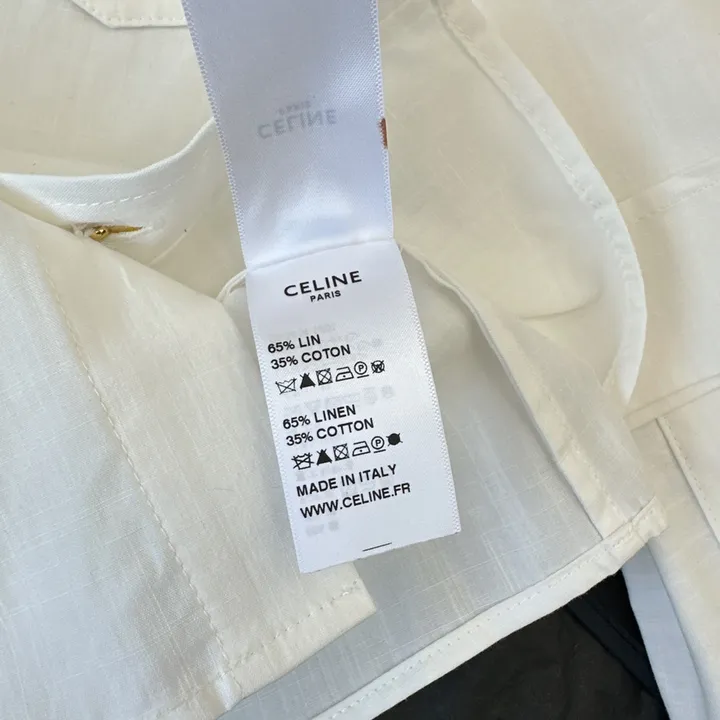 CELINE
PARIS
65% LIN
35% COTON
65% LINEN
35% COTTON
MADE IN ITALY
WWW.CELINE.FR